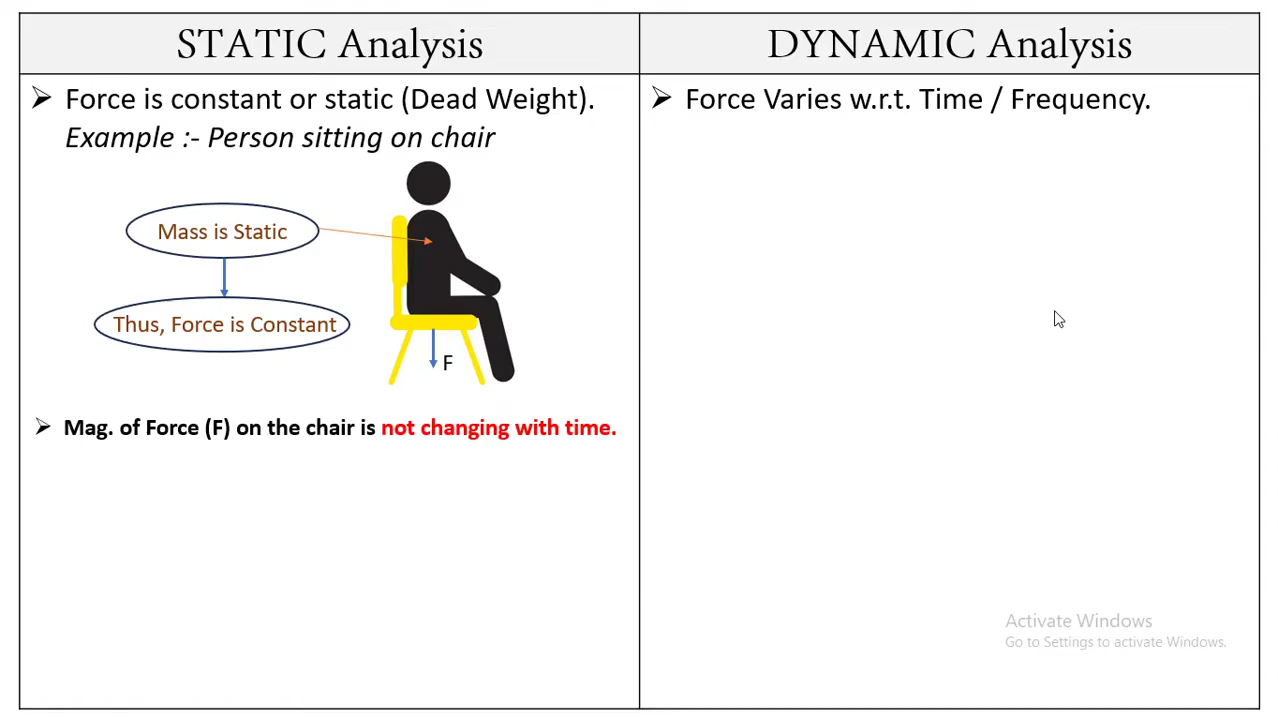 STATIC Analysis
DYNAMIC Analysis
➢ Force is constant or static (Dead Weight).
Example :- Person sitting on chair
Mass is Static
Thus, Force is Constant
F
➢ Mag. of Force (F) on the chair is not changing with time.
➢ Force Varies w.r.t. Time / Frequency.
Activate Windows
Go to Settings to activate Windows.